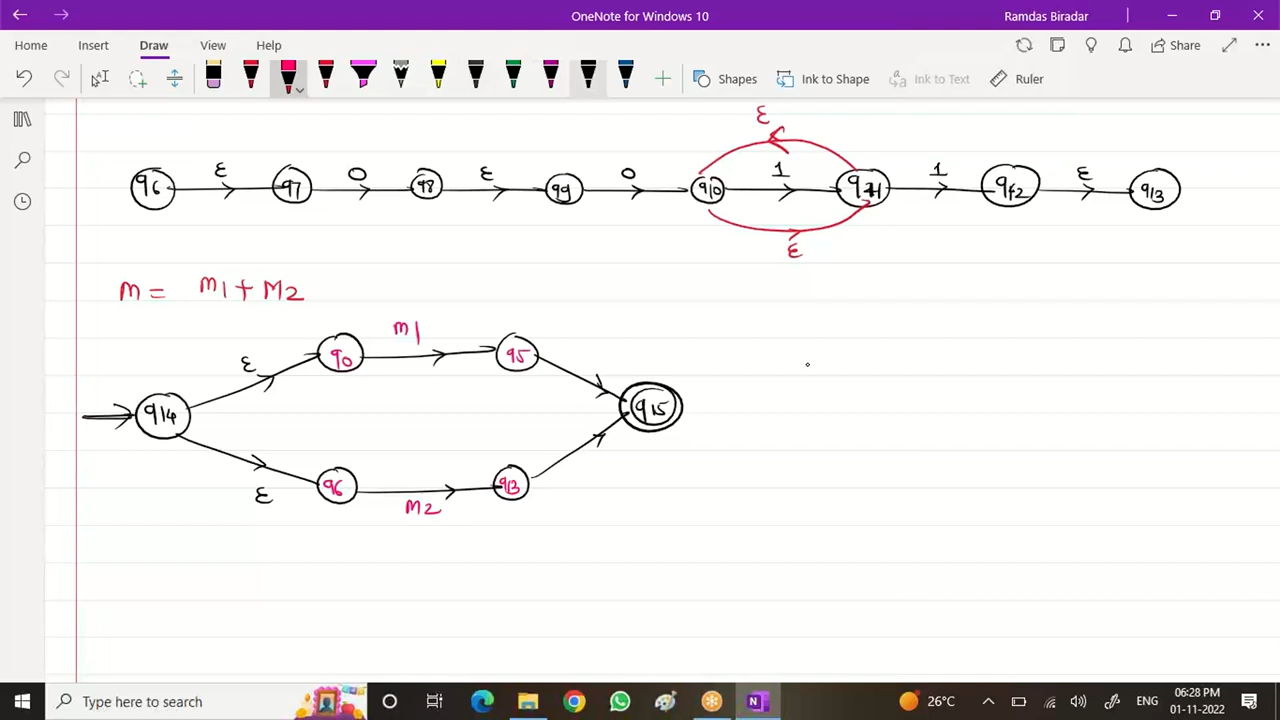 OneNote for Windows 10
Ramdas Biradar
Home Insert Draw View Help
Share
Shapes Ink to Shape Ink to Text Ruler
ε
q6 ε q7 0 q8 ε q9 0 q10 1 q11 1 q12 ε q13
ε
m = m1 + M2
m1
ε q0 q5
q14 q15
q6 q13
ε m2
Type here to search
26°C
ENG
06:28 PM
01-11-2022